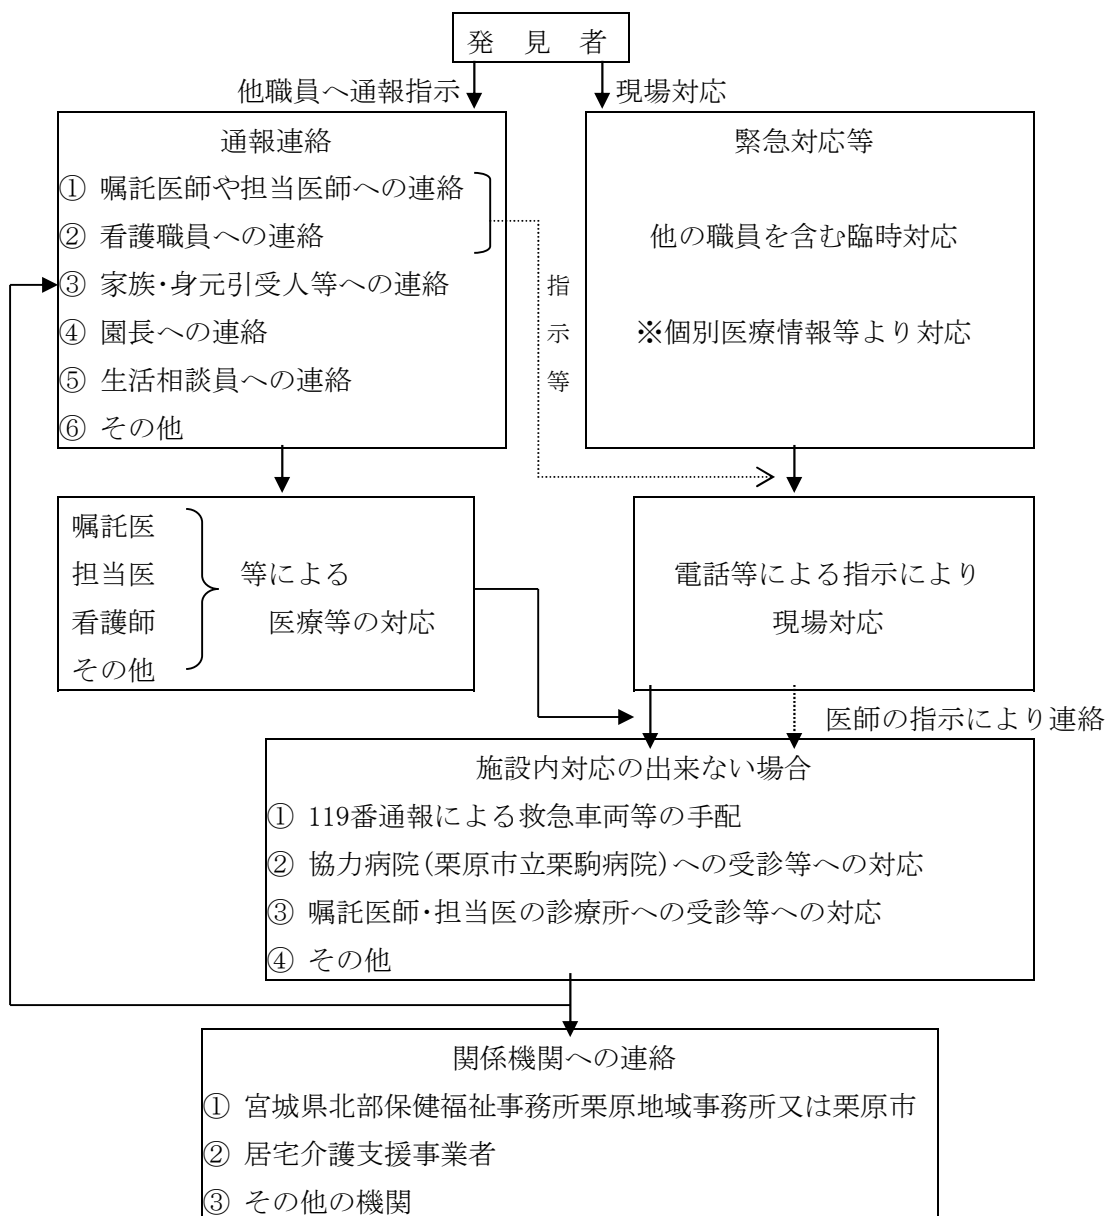 発　見　者
他職員へ通報指示
現場対応
通報連絡
① 嘱託医師や担当医師への連絡
② 看護職員への連絡
③ 家族･身元引受人等への連絡
④ 園長への連絡
⑤ 生活相談員への連絡
⑥ その他
指
示
等
緊急対応等
他の職員を含む臨時対応
※個別医療情報等より対応
嘱託医
担当医
看護師
その他
等による
医療等の対応
電話等による指示により
現場対応
医師の指示により連絡
施設内対応の出来ない場合
① 119番通報による救急車両等の手配
② 協力病院(栗原市立栗駒病院)への受診等への対応
③ 嘱託医師･担当医の診療所への受診等への対応
④ その他
関係機関への連絡
① 宮城県北部保健福祉事務所栗原地域事務所又は栗原市
② 居宅介護支援事業者
③ その他の機関